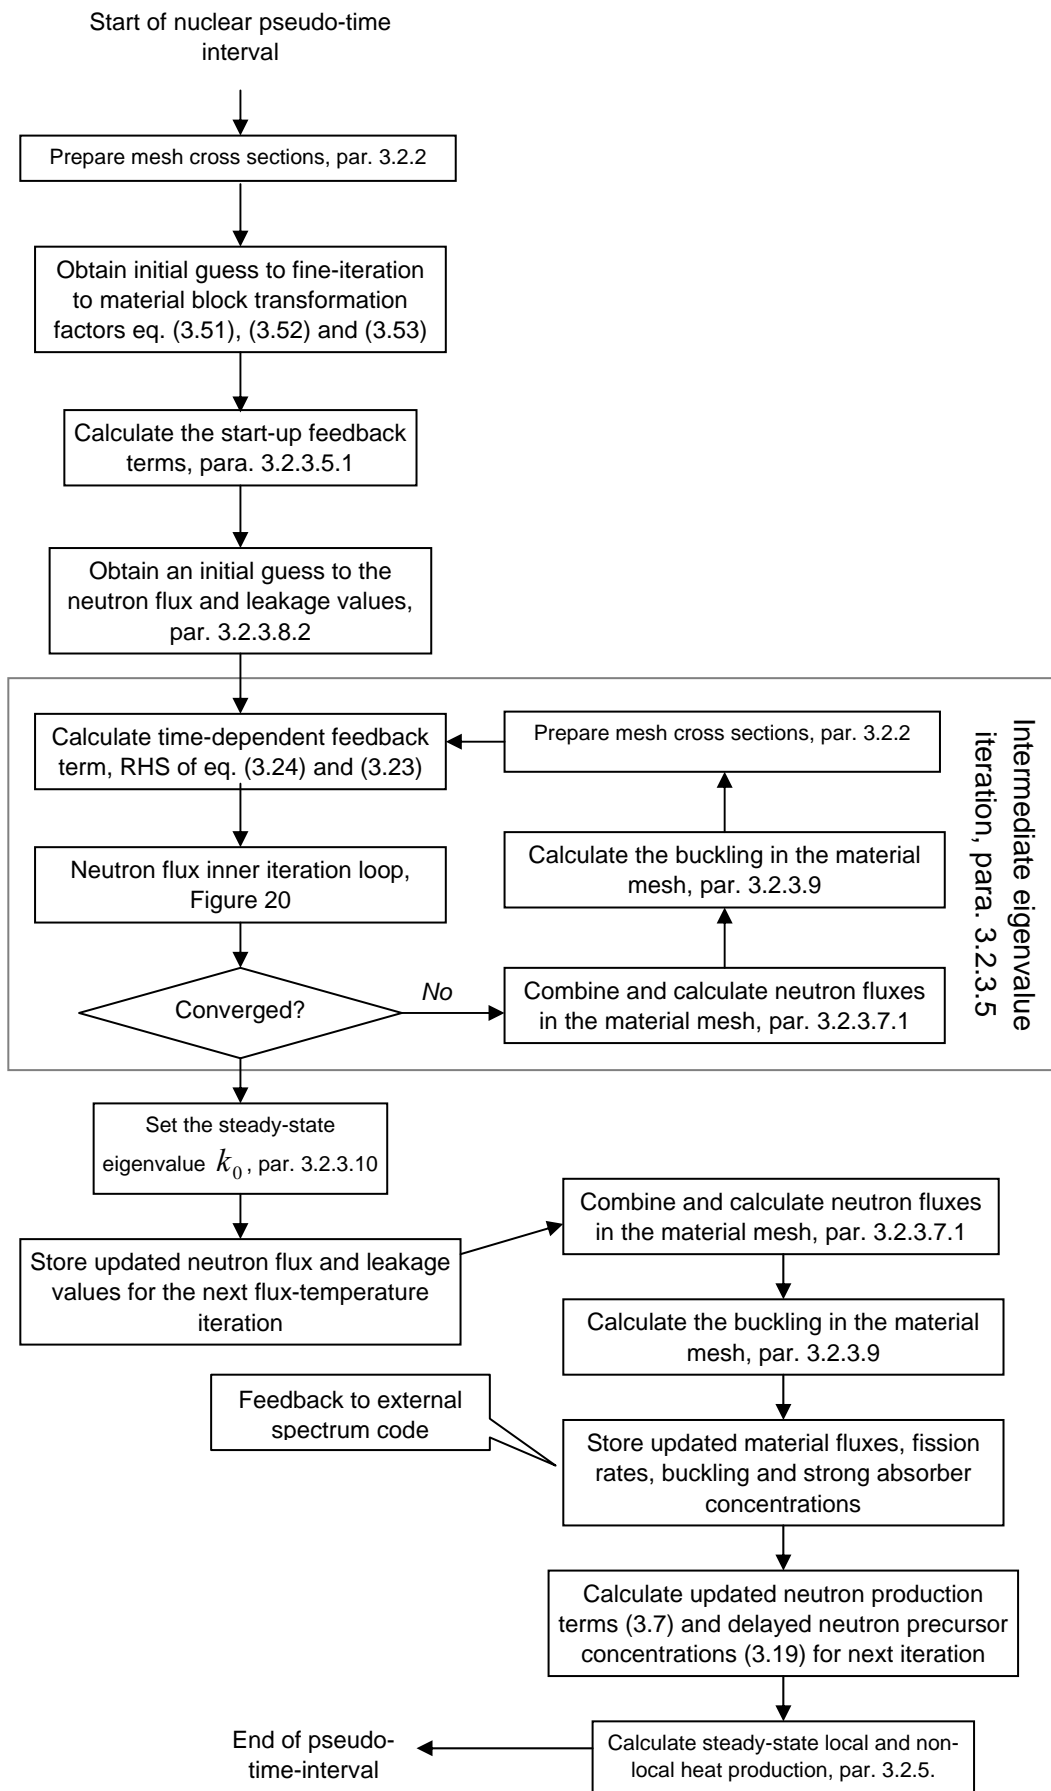 Start of nuclear pseudo-time
interval
Prepare mesh cross sections, par. 3.2.2
Obtain initial guess to fine-iteration
to material block transformation
factors eq. (3.51), (3.52) and (3.53)
Calculate the start-up feedback
terms, para. 3.2.3.5.1
Obtain an initial guess to the
neutron flux and leakage values,
par. 3.2.3.8.2
Calculate time-dependent feedback
term, RHS of eq. (3.24) and (3.23)
Neutron flux inner iteration loop,
Figure 20
Converged?
No
Combine and calculate neutron fluxes
in the material mesh, par. 3.2.3.7.1
Calculate the buckling in the material
mesh, par. 3.2.3.9
Prepare mesh cross sections, par. 3.2.2
Intermediate eigenvalue
iteration, para. 3.2.3.5
Set the steady-state
eigenvalue k₀, par. 3.2.3.10
Store updated neutron flux and leakage
values for the next flux-temperature
iteration
Combine and calculate neutron fluxes
in the material mesh, par. 3.2.3.7.1
Calculate the buckling in the material
mesh, par. 3.2.3.9
Feedback to external
spectrum code
Store updated material fluxes, fission
rates, buckling and strong absorber
concentrations
Calculate updated neutron production
terms (3.7) and delayed neutron precursor
concentrations (3.19) for next iteration
Calculate steady-state local and non-
local heat production, par. 3.2.5.
End of pseudo-
time-interval